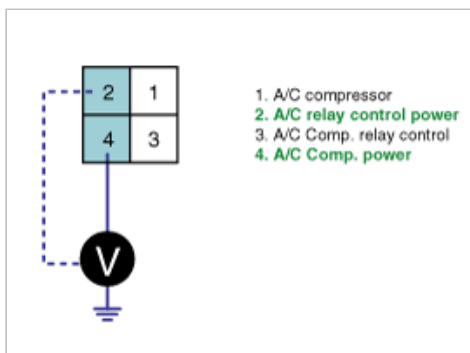 2 1
4 3
V
1. A/C compressor
2. A/C relay control power
3. A/C Comp. relay control
4. A/C Comp. power